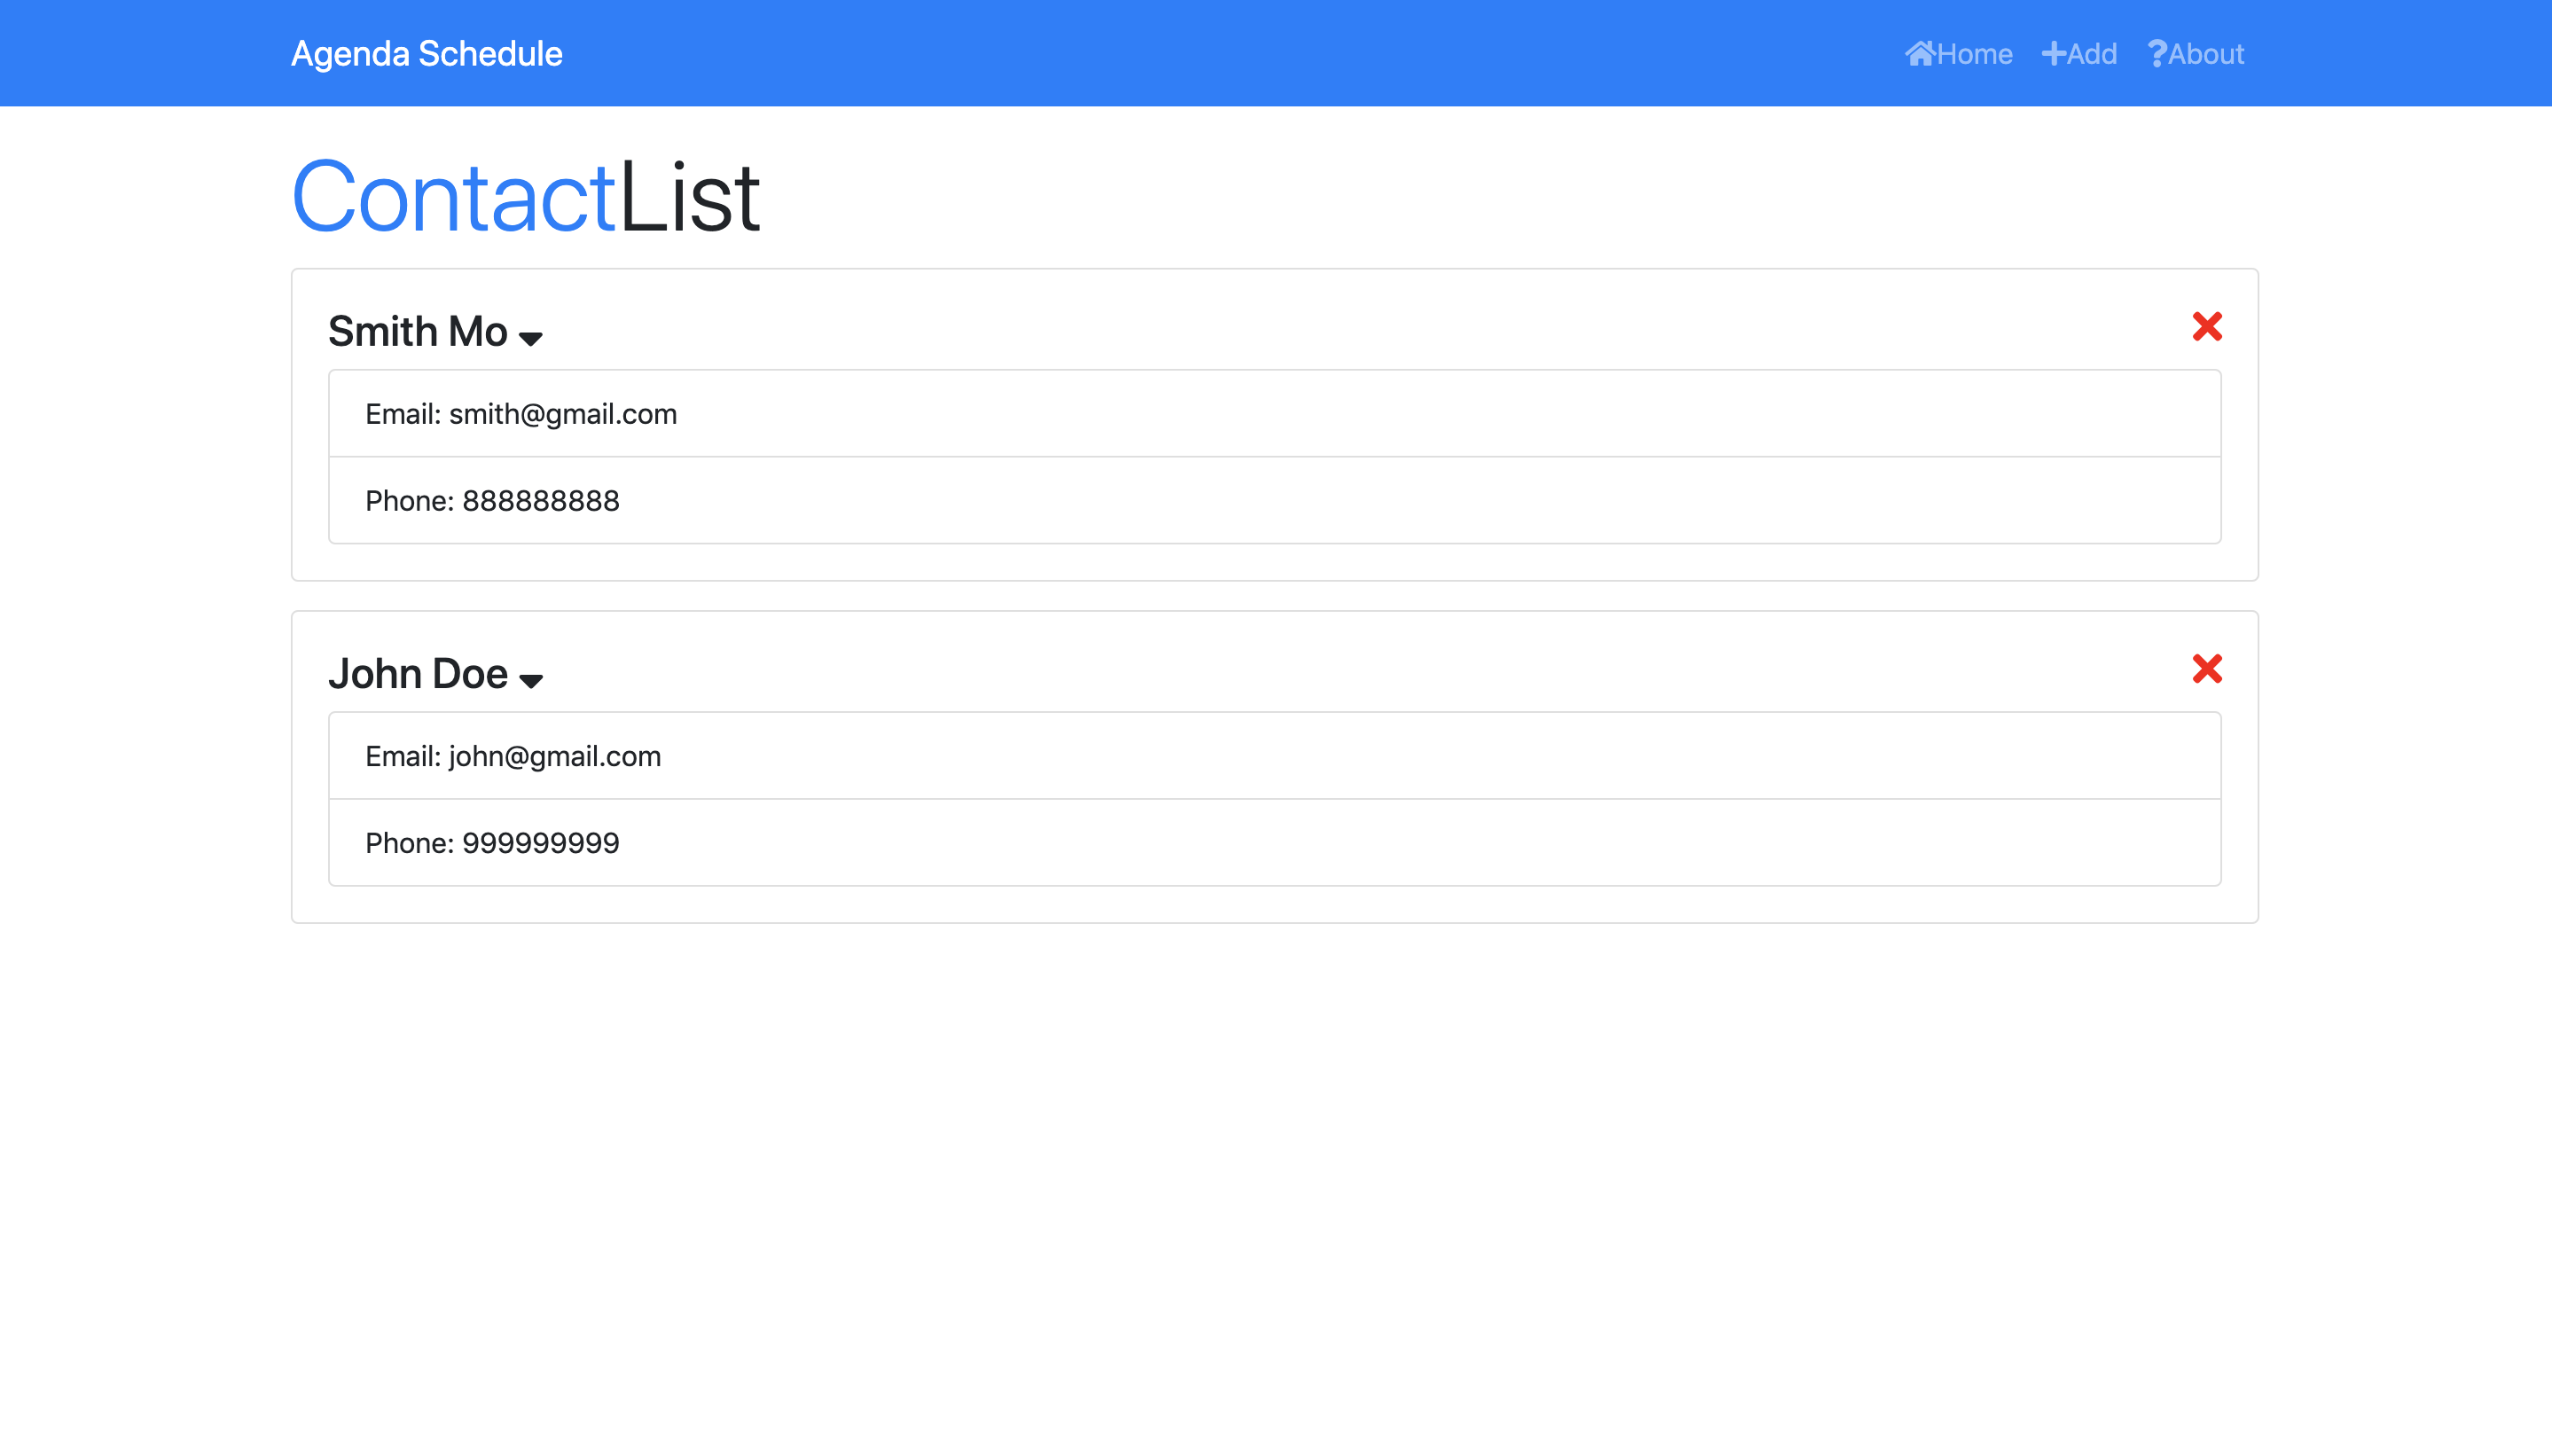 Agenda Schedule
Home Add About
ContactList
Smith Mo
Email: smith@gmail.com
Phone: 888888888
John Doe
Email: john@gmail.com
Phone: 999999999